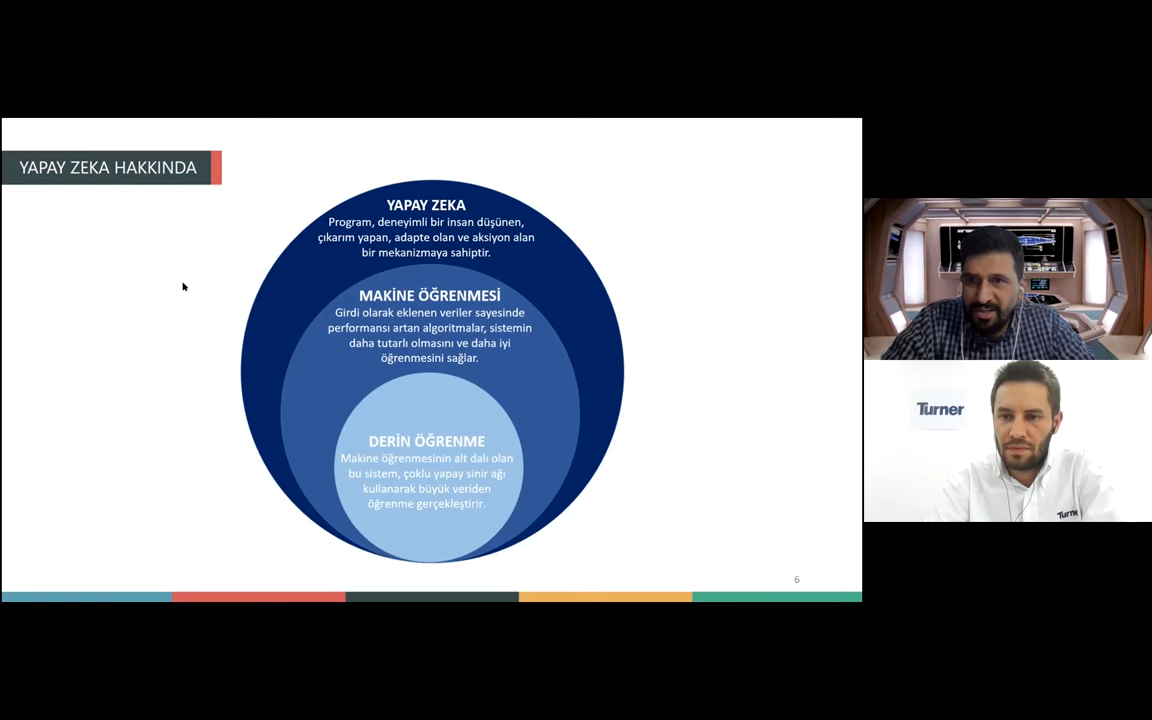 YAPAY ZEKA HAKKINDA
YAPAY ZEKA
Program, deneyimli bir insan düşünen,
çıkarım yapan, adapte olan ve aksiyon alan
bir mekanizmaya sahiptir.
MAKİNE ÖĞRENMESİ
Girdi olarak eklenen veriler sayesinde
performansı artan algoritmalar, sistemin
daha tutarlı olmasını ve daha iyi
öğrenmesini sağlar.
DERİN ÖĞRENME
Makine öğrenmesinin alt dalı olan
bu sistem, çoklu yapay sinir ağı
kullanarak büyük veriden
öğrenme gerçekleştirir.
6
Turner
Turner